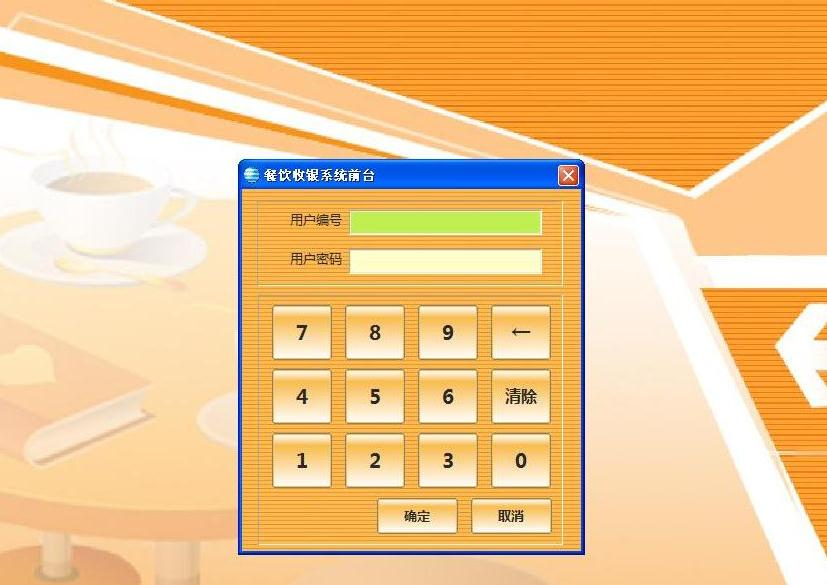 餐饮收银系统前台
用户编号
用户密码
7 8 9 ←
4 5 6 清除
1 2 3 0
确定 取消